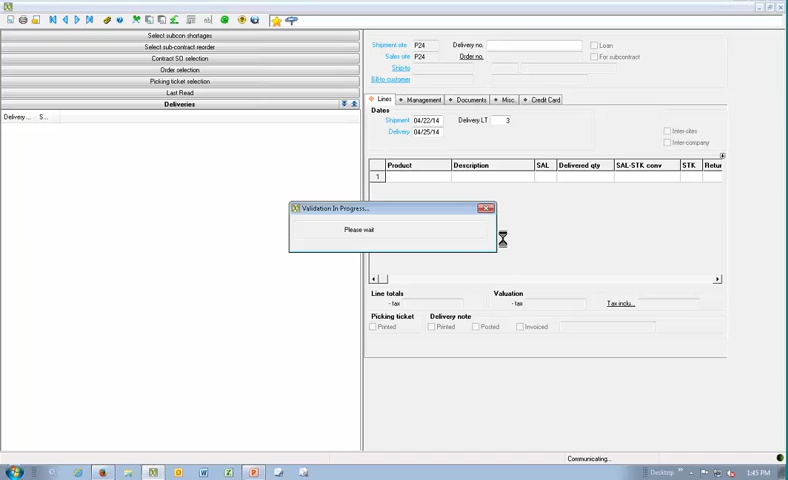 Select subcon shortages
Select sub-contract reorder
Contract SO selection
Order selection
Picking ticket selection
Last Read
Deliveries
Delivery ... S...
Shipment site P24 Delivery no. Loan
Sales site P24 Order no. For subcontract
Ship-to
Bill-to customer
Lines Management Documents Misc. Credit Card
Dates
Shipment 04/22/14 Delivery LT 3
Delivery 04/25/14
Inter-sites
Inter-company
Product Description SAL Delivered qty SAL-STK conv STK Retur
1
Validation In Progress...
Please wait
Line totals Valuation
- tax - tax Tax inclu...
Picking ticket Delivery note
Printed Printed Posted Invoiced
Communicating...
Desktop 1:45 PM